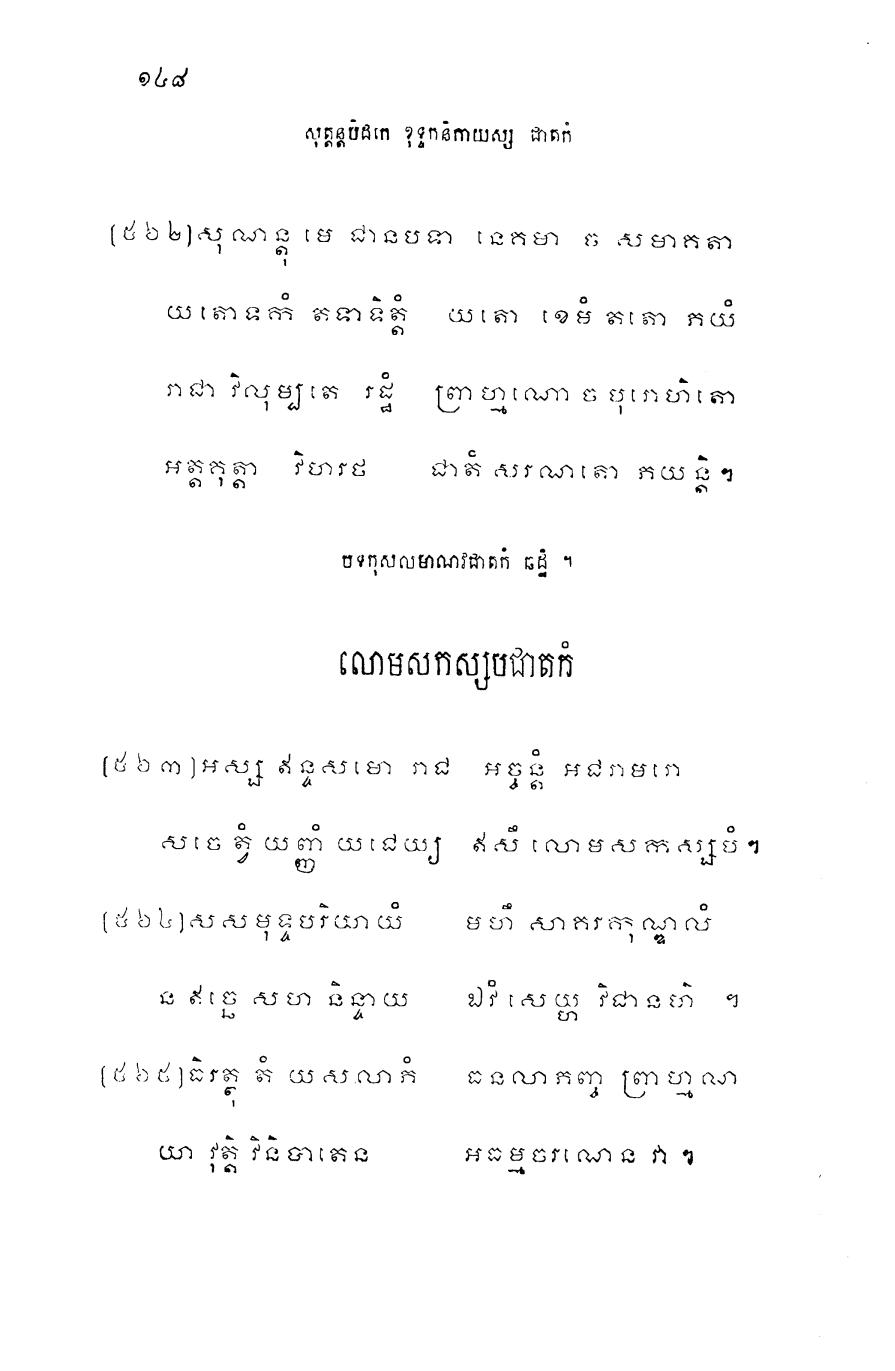 ១៤៨
សុត្តន្តបិដកេ ខុទ្ទកនិកាយស្ស ជាតកំ
(៥៦២)សុណន្តុ មេ ជានបទា នេគមា ច សមាគតា
យតោទកំ តទាទិត្តំ យតោ ខេមំ តតោ ភយំ
រាជា វិលុម្បតេ រដ្ឋំ ព្រាហ្មណោ ច បុរោហិតោ
អត្តគុត្តា វិហរថ ជាតំ សរណតោ ភយន្តិ ៗ
បទកុសលមាណវជាតកំ ឆដ្ឋំ ។
លោមសកស្សបជាតកំ
(៥៦៣)អស្ស ឥន្ទសមោ រាជ អច្ចន្តំ អជរាមរោ
សចេ ត្វំ យញ្ញំ យជេយ្យ ឥសឹ លោមសកស្សបំ ៗ
(៥៦៤)សសមុទ្ទបរិយាយំ មហឹ សាគរកុណ្ឌលំ
ន ឥច្ឆេ សហ និន្ទាយ ឯវំ សេយ្ហ វិជានហិ ។
(៥៦៥)ធិរត្ថុ តំ យសលាភំ ធនលាភញ្ច ព្រាហ្មណ
យា វុត្តិ វិនិបាតេន អធម្មចរណេន វា ៗ